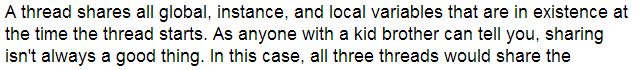 A thread shares all global, instance, and local variables that are in existence at
the time the thread starts. As anyone with a kid brother can tell you, sharing
isn't always a good thing. In this case, all three threads would share the